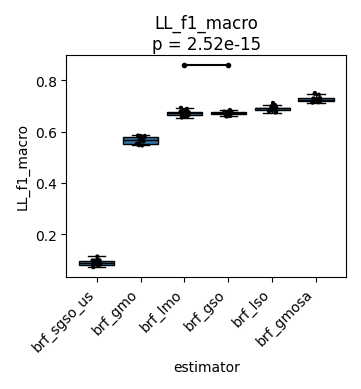 LL_f1_macro
p = 2.52e-15
LL_f1_macro
0.8
0.6
0.4
0.2
brf_sgso_us
brf_gmo
brf_lmo
brf_gso
brf_lso
brf_gmosa
estimator